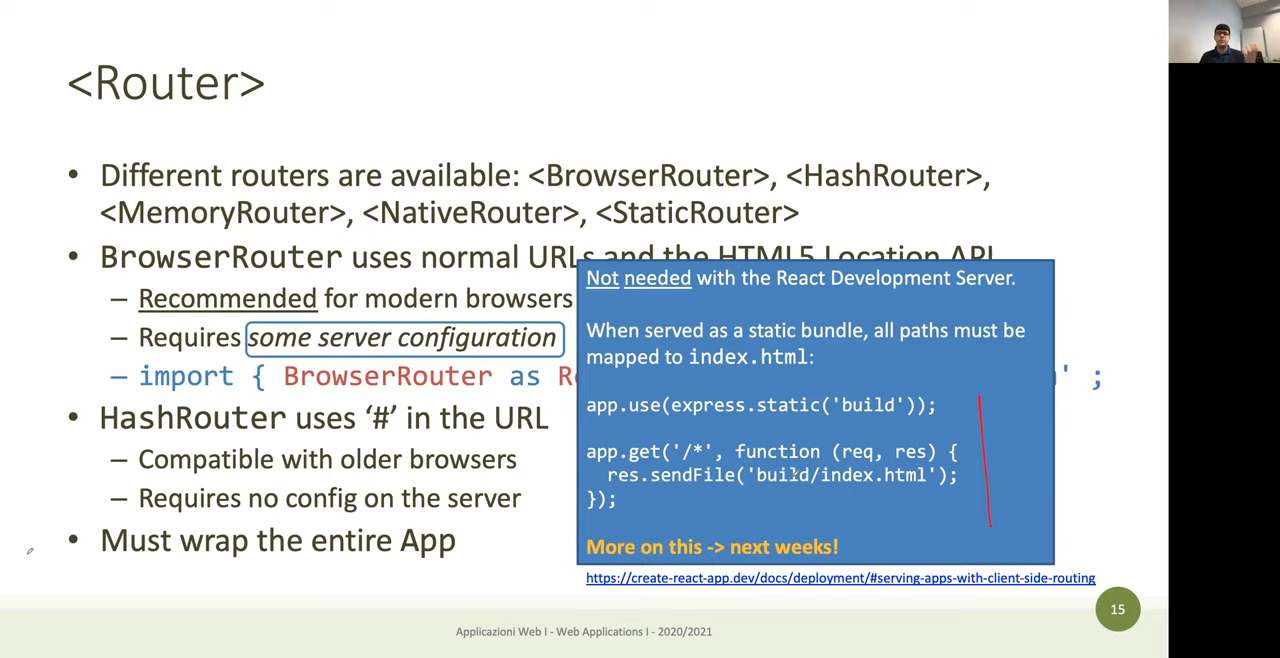 <Router>
• Different routers are available: <BrowserRouter>, <HashRouter>,
<MemoryRouter>, <NativeRouter>, <StaticRouter>
• BrowserRouter uses normal URLs and the HTML5 Location API
– Recommended for modern browsers
– Requires some server configuration
– import { BrowserRouter as R ' ;
• HashRouter uses ‘#’ in the URL
– Compatible with older browsers
– Requires no config on the server
• Must wrap the entire App
Not needed with the React Development Server.
When served as a static bundle, all paths must be
mapped to index.html:
app.use(express.static('build'));
app.get('/*', function (req, res) {
res.sendFile('build/index.html');
});
More on this -> next weeks!
https://create-react-app.dev/docs/deployment/#serving-apps-with-client-side-routing
15
Applicazioni Web I - Web Applications I - 2020/2021